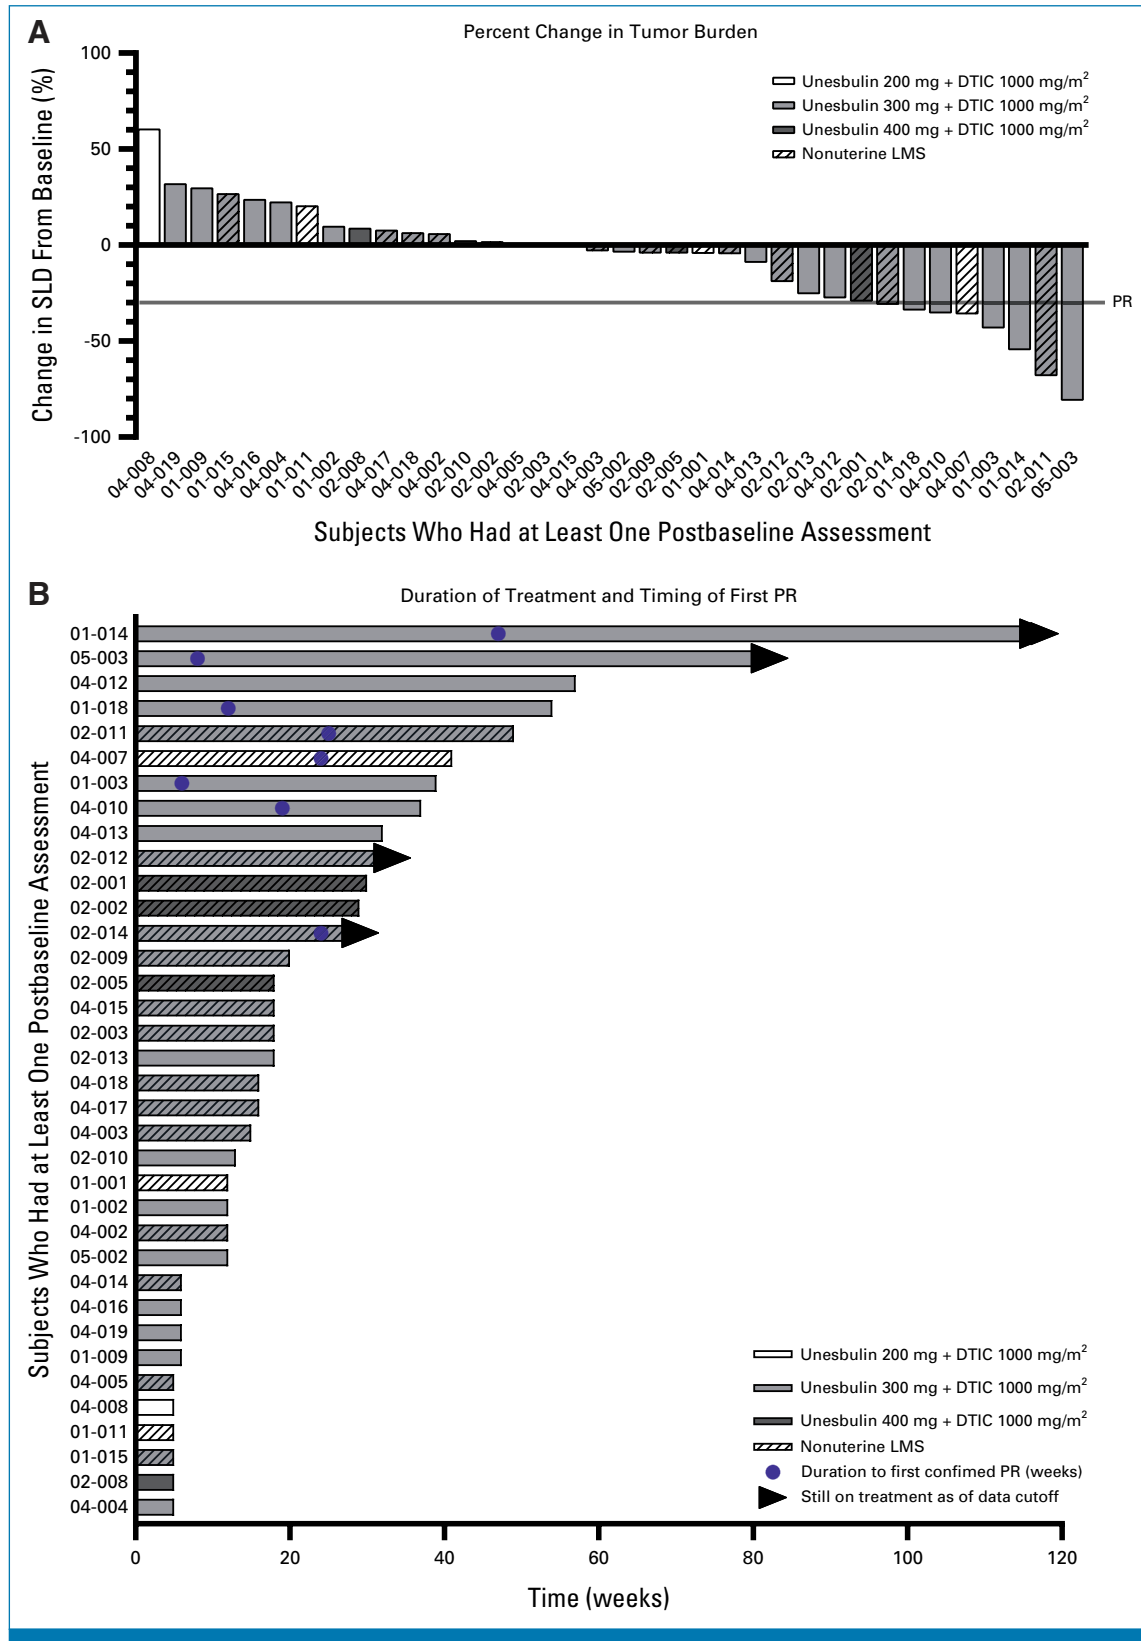 A
Percent Change in Tumor Burden
Change in SLD From Baseline (%)
100
50
0
-50
-100
Unesbulin 200 mg + DTIC 1000 mg/m²
Unesbulin 300 mg + DTIC 1000 mg/m²
Unesbulin 400 mg + DTIC 1000 mg/m²
Nonuterine LMS
PR
04-008 04-019 01-009 01-015 04-016 04-004 01-011 01-002 02-008 04-017 04-018 04-002 02-010 02-002 04-005 02-003 04-015 04-003 05-002 02-009 02-005 01-001 04-014 04-013 02-012 02-013 04-012 02-001 02-014 01-018 04-010 04-007 01-003 01-014 02-011 05-003
Subjects Who Had at Least One Postbaseline Assessment
B
Duration of Treatment and Timing of First PR
Subjects Who Had at Least One Postbaseline Assessment
01-014
05-003
04-012
01-018
02-011
04-007
01-003
04-010
04-013
02-012
02-001
02-002
02-014
02-009
02-005
04-015
02-003
02-013
04-018
04-017
04-003
02-010
01-001
01-002
04-002
05-002
04-014
04-016
04-019
01-009
04-005
04-008
01-011
01-015
02-008
04-004
Unesbulin 200 mg + DTIC 1000 mg/m²
Unesbulin 300 mg + DTIC 1000 mg/m²
Unesbulin 400 mg + DTIC 1000 mg/m²
Nonuterine LMS
Duration to first confimed PR (weeks)
Still on treatment as of data cutoff
0 20 40 60 80 100 120
Time (weeks)